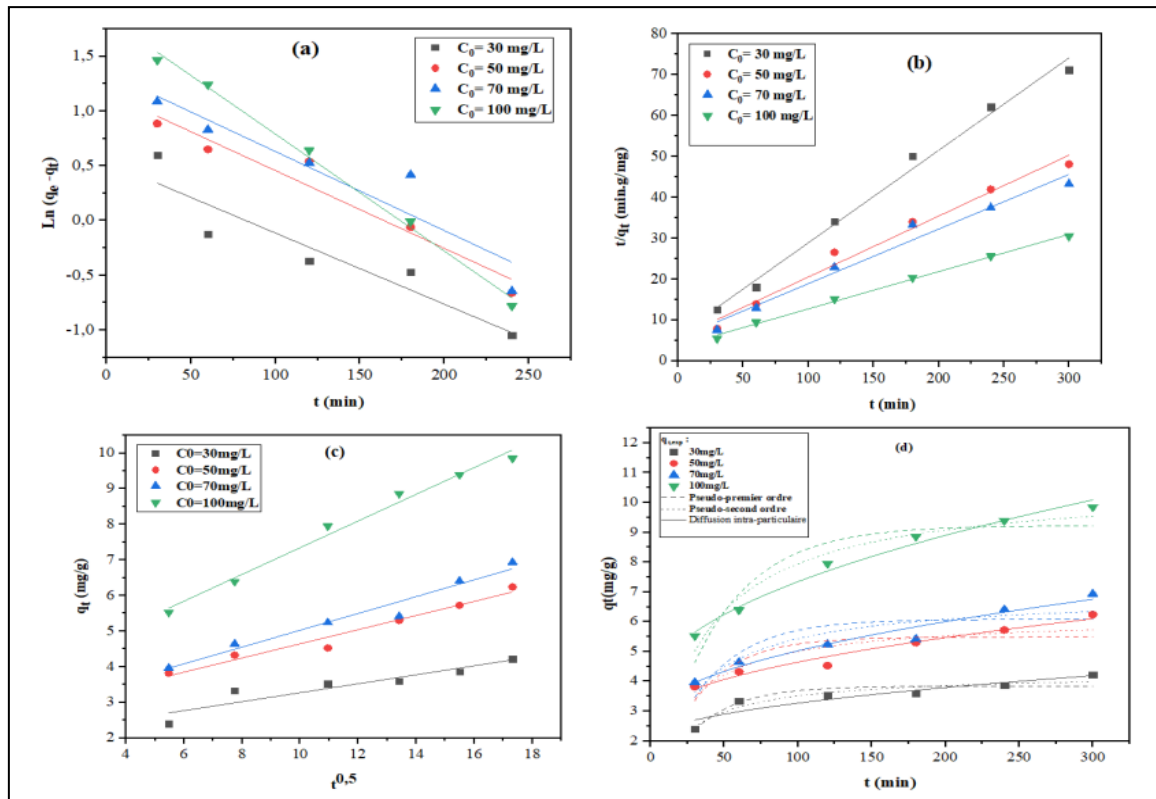 (a)
C₀= 30 mg/L
C₀= 50 mg/L
C₀= 70 mg/L
C₀= 100 mg/L
1,5
1,0
0,5
0,0
-0,5
-1,0
Ln (qₑ -qₜ)
0 50 100 150 200 250
t (min)
(b)
C₀= 30 mg/L
C₀= 50 mg/L
C₀= 70 mg/L
C₀= 100 mg/L
80
70
60
50
40
30
20
10
0
t/qₜ (min.g/mg)
0 50 100 150 200 250 300
t (min)
(c)
C0=30mg/L
C0=50mg/L
C0=70mg/L
C0=100mg/L
10
9
8
7
6
5
4
3
2
qₜ (mg/g)
4 6 8 10 12 14 16 18
t⁰,⁵
(d)
:
30mg/L
50mg/L
70mg/L
100mg/L
Pseudo-premier ordre
Pseudo-second ordre
Diffusion intra-particulaire
12
11
10
9
8
7
6
5
4
3
2
qt(mg/g)
0 50 100 150 200 250 300
t (min)